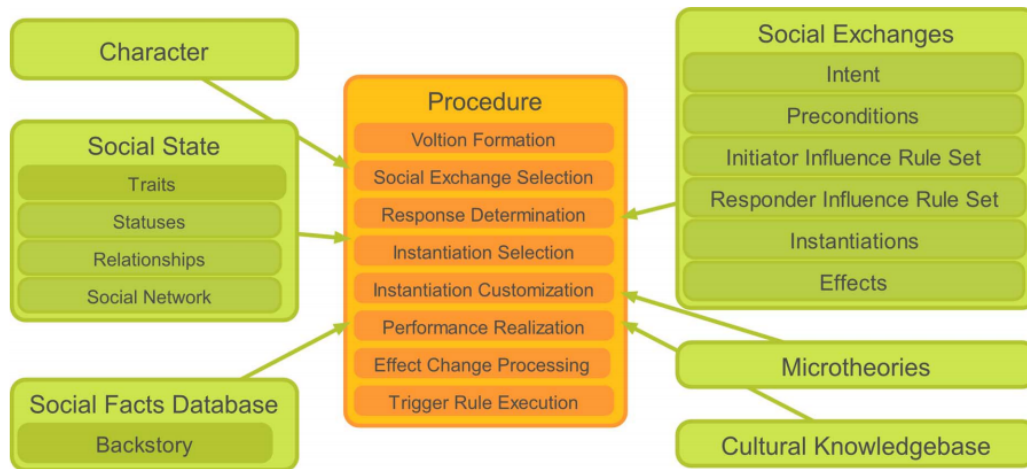 Character
Social State
Traits
Statuses
Relationships
Social Network
Social Facts Database
Backstory
Procedure
Voltion Formation
Social Exchange Selection
Response Determination
Instantiation Selection
Instantiation Customization
Performance Realization
Effect Change Processing
Trigger Rule Execution
Social Exchanges
Intent
Preconditions
Initiator Influence Rule Set
Responder Influence Rule Set
Instantiations
Effects
Microtheories
Cultural Knowledgebase